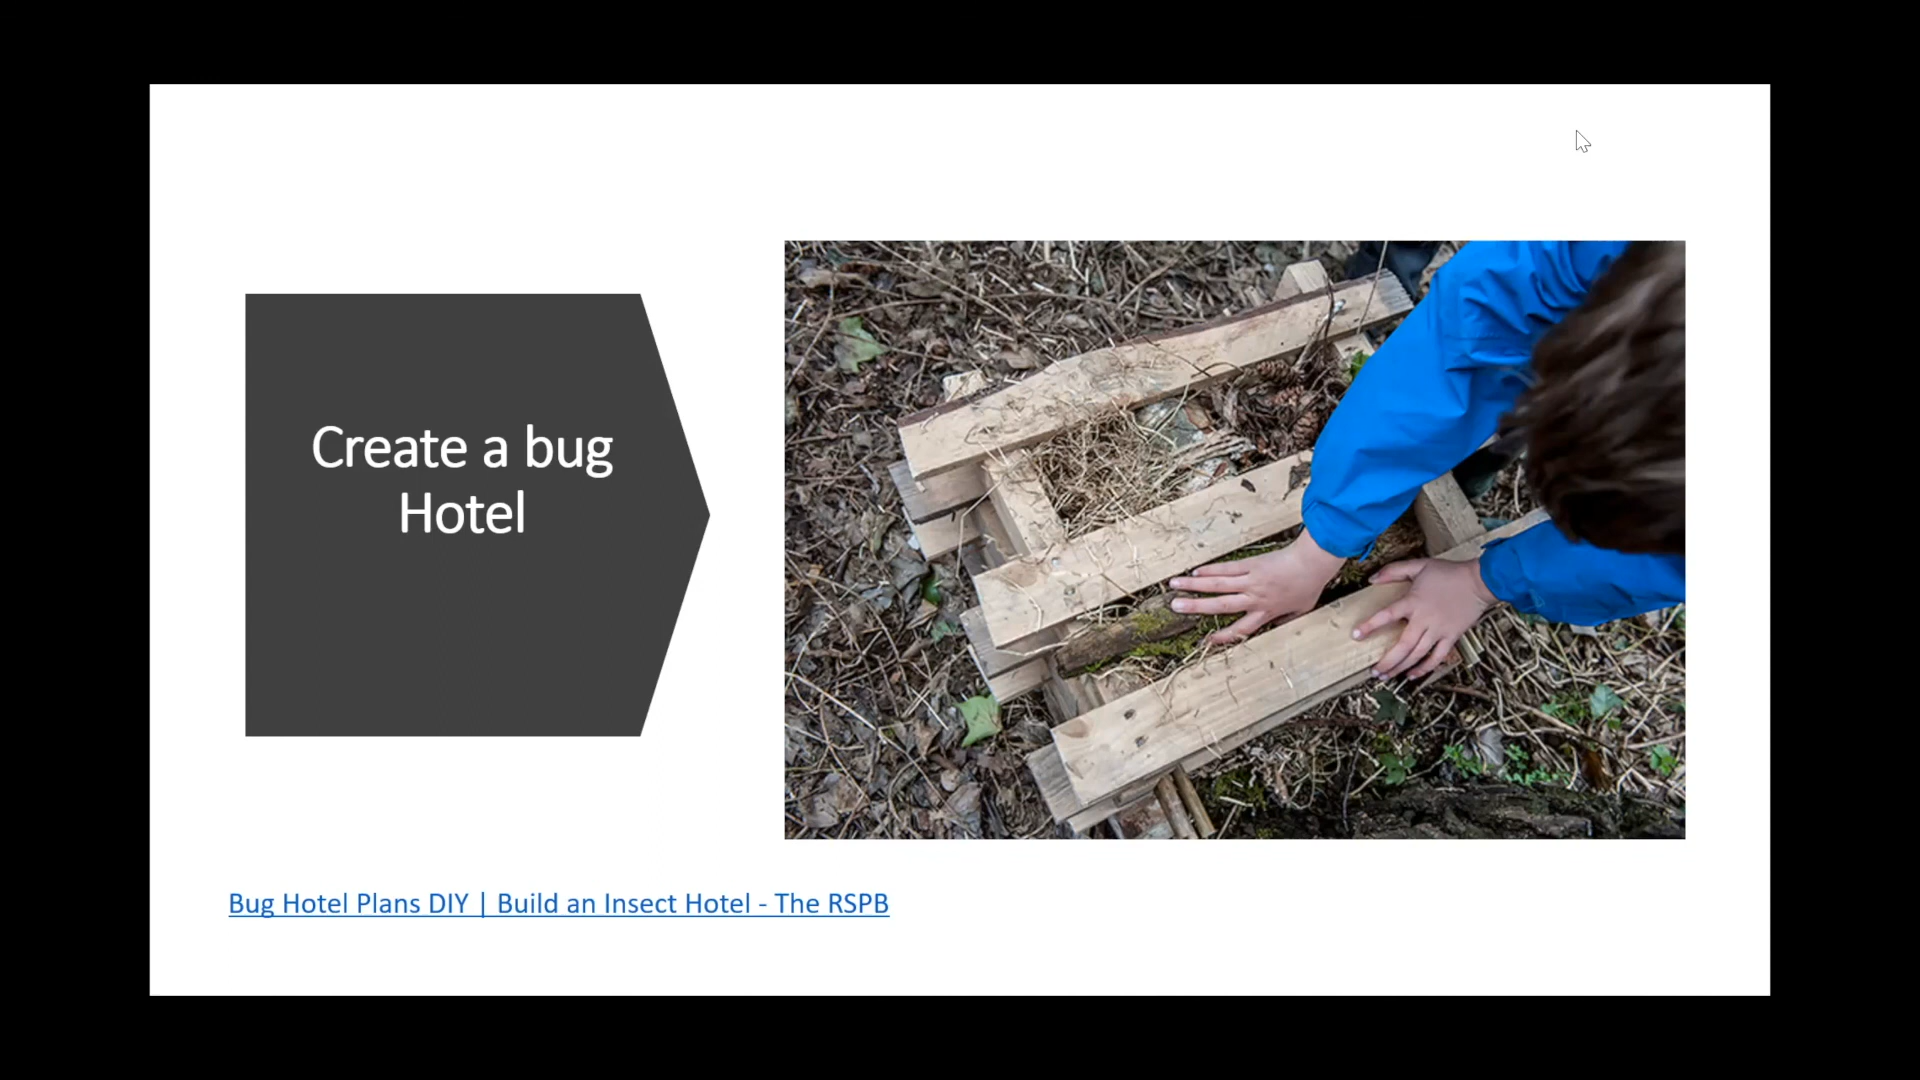 Create a bug
Hotel
Bug Hotel Plans DIY | Build an Insect Hotel - The RSPB